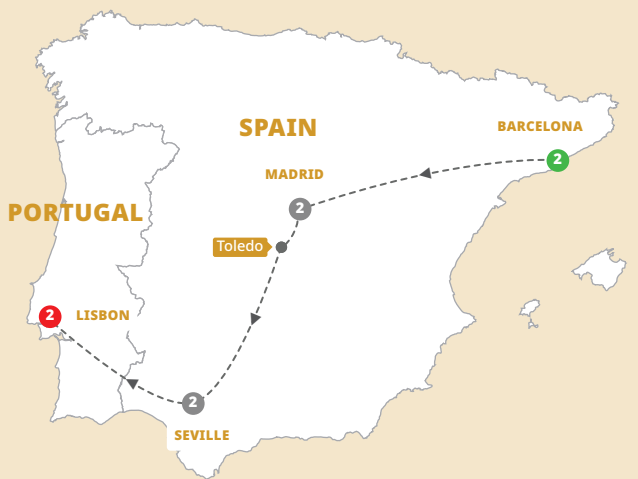 SPAIN
BARCELONA
2
MADRID
2
PORTUGAL
Toledo
2
LISBON
2
SEVILLE